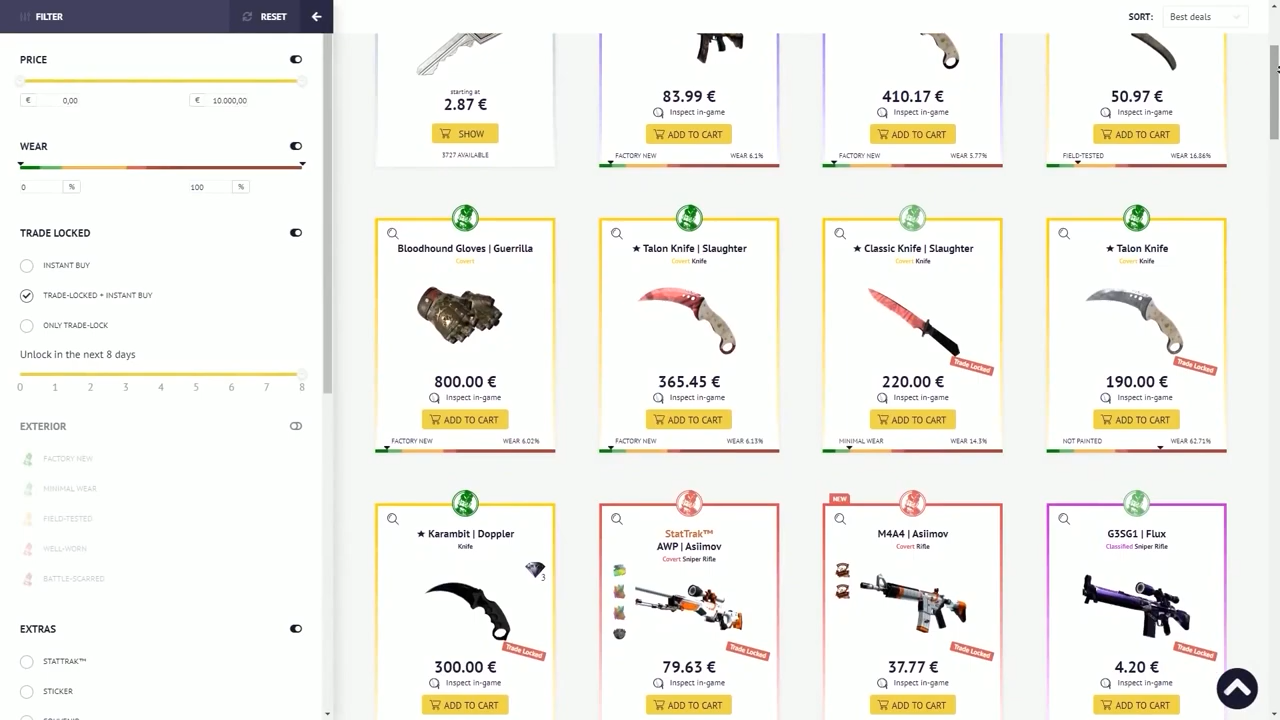 FILTER
RESET
SORT:
Best deals
PRICE
€ 0,00
€ 10.000,00
WEAR
0 %
100 %
TRADE LOCKED
INSTANT BUY
TRADE-LOCKED + INSTANT BUY
ONLY TRADE-LOCK
Unlock in the next 8 days
0 1 2 3 4 5 6 7 8
EXTERIOR
FACTORY NEW
MINIMAL WEAR
FIELD-TESTED
WELL-WORN
BATTLE-SCARRED
EXTRAS
STATTRAK™
STICKER
starting at
2.87 €
SHOW
3727 AVAILABLE
83.99 €
Inspect in-game
ADD TO CART
FACTORY NEW WEAR 6.1%
410.17 €
Inspect in-game
ADD TO CART
FACTORY NEW WEAR 5.77%
50.97 €
Inspect in-game
ADD TO CART
FIELD-TESTED WEAR 16.86%
Bloodhound Gloves | Guerrilla
Covert
800.00 €
Inspect in-game
ADD TO CART
FACTORY NEW WEAR 6.02%
★ Talon Knife | Slaughter
Covert Knife
365.45 €
Inspect in-game
ADD TO CART
FACTORY NEW WEAR 6.13%
★ Classic Knife | Slaughter
Covert Knife
Trade Locked
220.00 €
Inspect in-game
ADD TO CART
MINIMAL WEAR WEAR 14.3%
★ Talon Knife
Covert Knife
Trade Locked
190.00 €
Inspect in-game
ADD TO CART
NOT PAINTED WEAR 62.71%
★ Karambit | Doppler
Knife
3
Trade Locked
300.00 €
Inspect in-game
ADD TO CART
StatTrak™
AWP | Asiimov
Covert Sniper Rifle
Trade Locked
79.63 €
Inspect in-game
ADD TO CART
NEW
M4A4 | Asiimov
Covert Rifle
Trade Locked
37.77 €
Inspect in-game
ADD TO CART
G3SG1 | Flux
Classified Sniper Rifle
Trade Locked
4.20 €
Inspect in-game
ADD TO CART